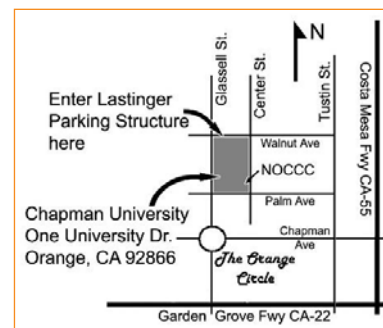 Glassell St.
Center St.
N
Tustin St.
Costa Mesa Fwy CA-55
Enter Lastinger
Parking Structure
here
Walnut Ave
NOCCC
Palm Ave
Chapman University
One University Dr.
Orange, CA 92866
Chapman
Ave
The Orange
Circle
Garden Grove Fwy CA-22